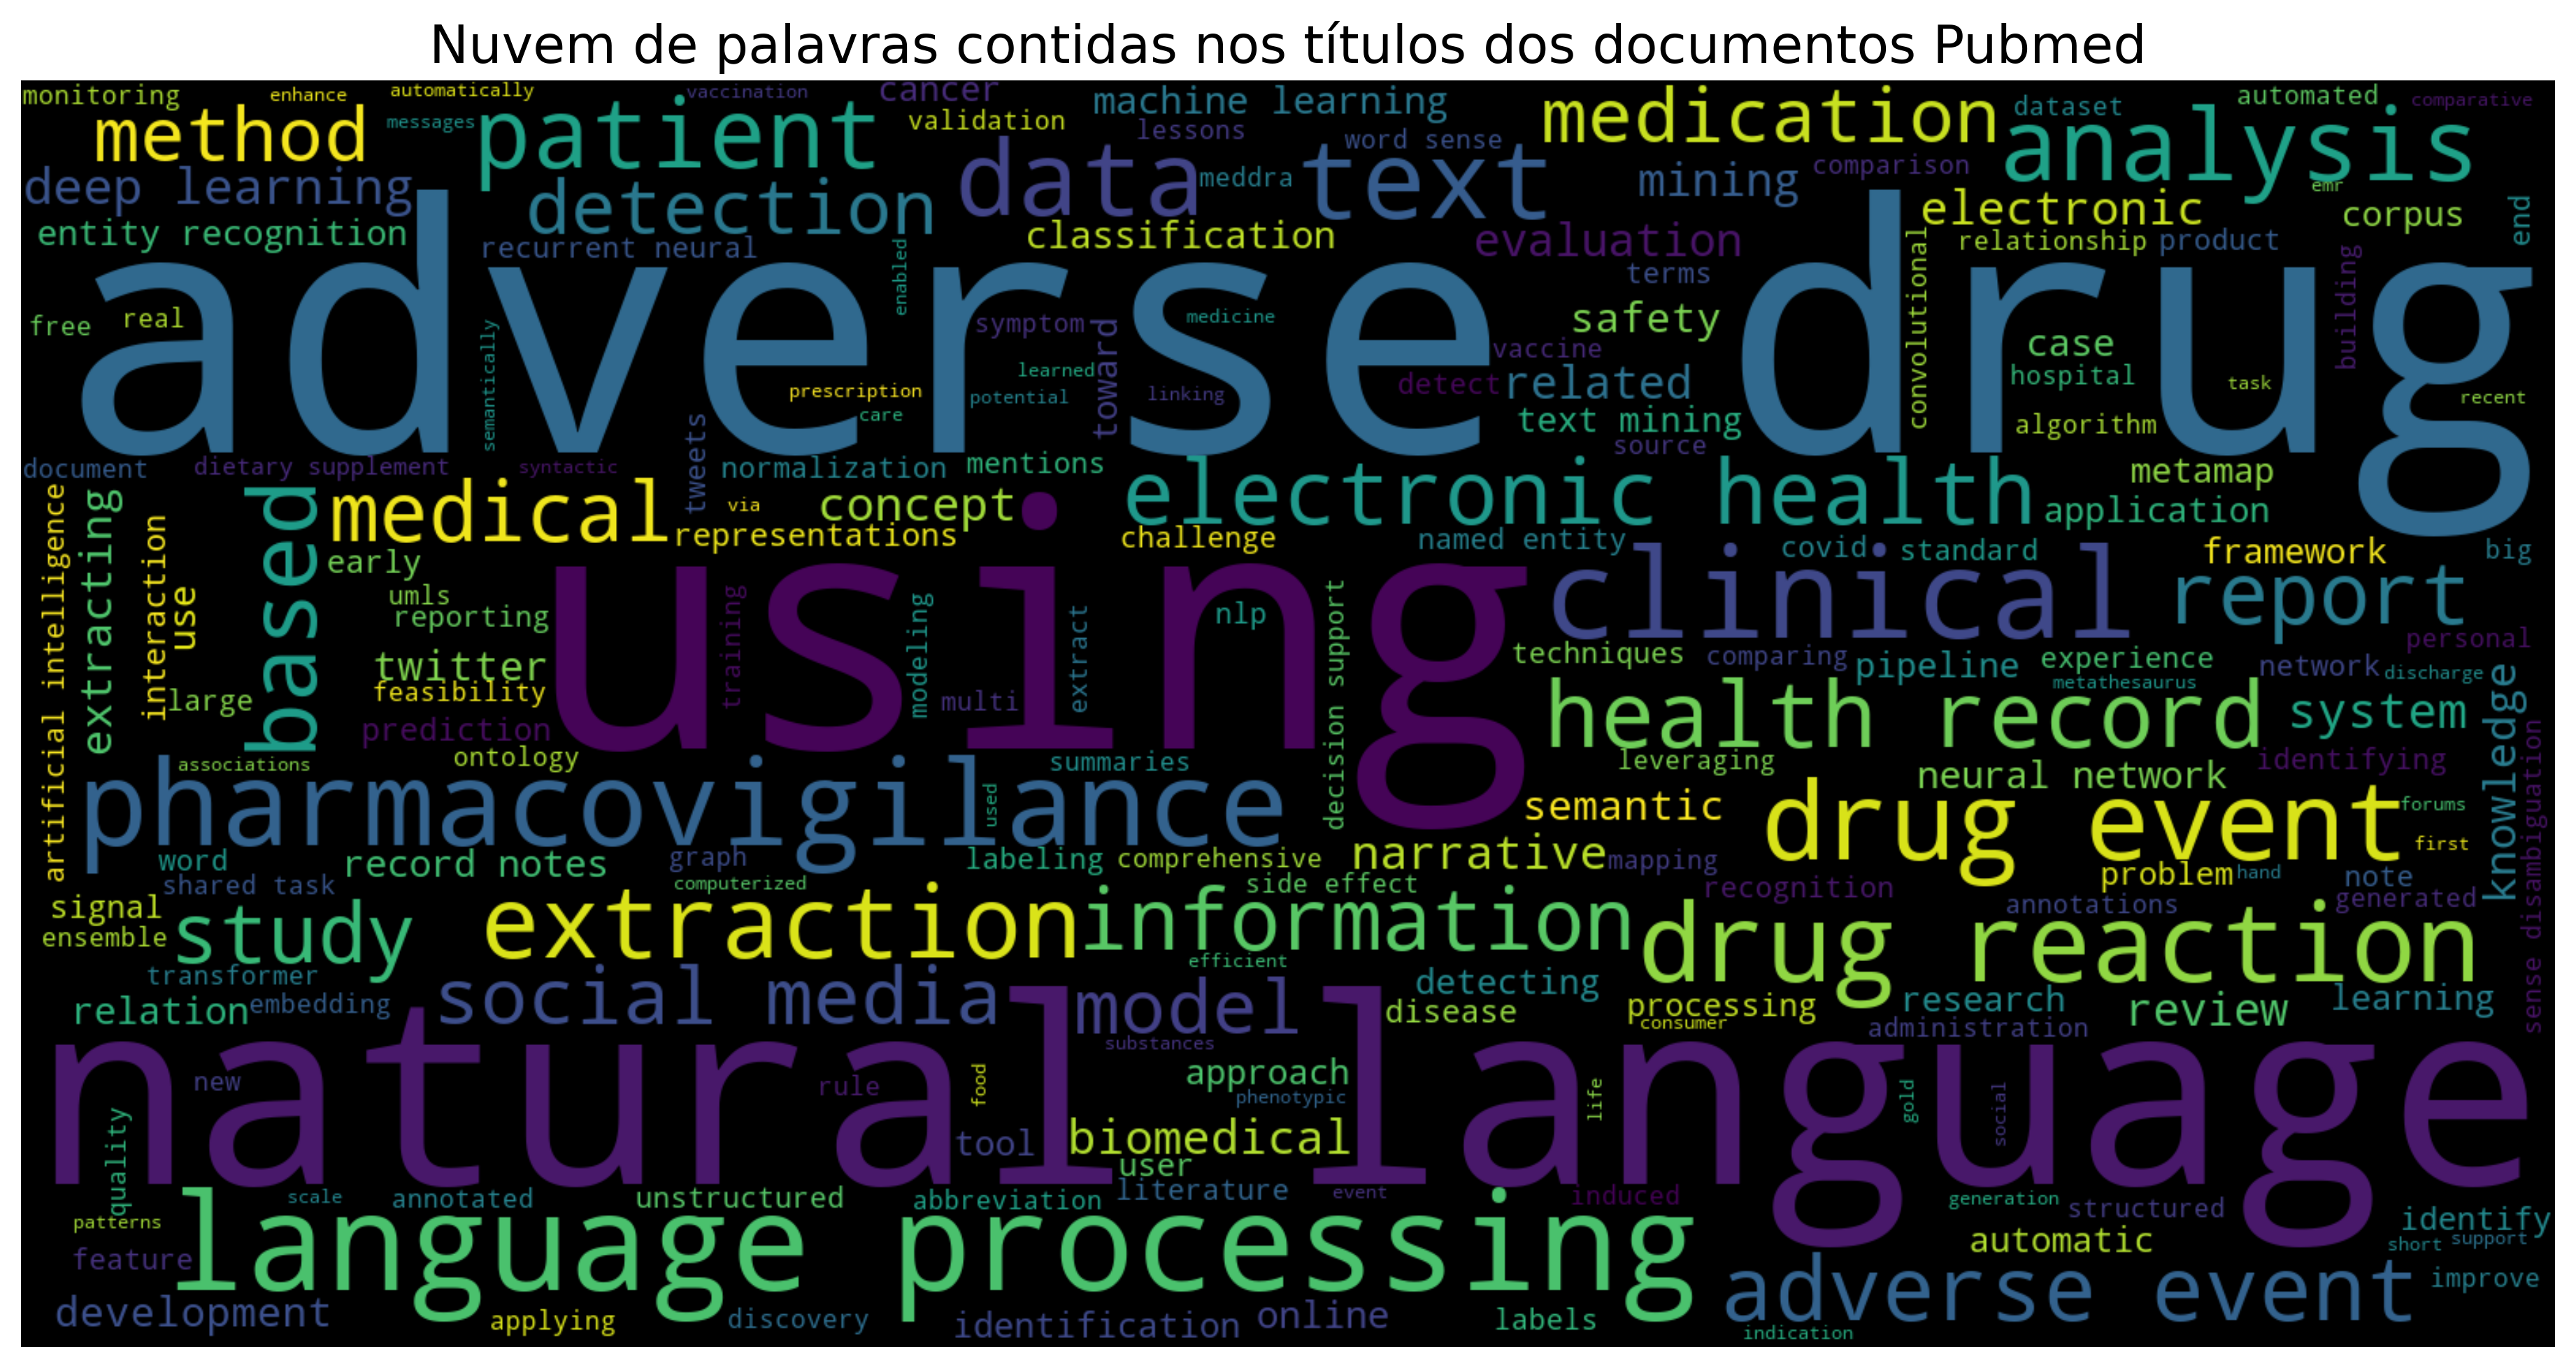 Nuvem de palavras contidas nos títulos dos documentos Pubmed
monitoring
enhance
automatically
vaccination
cancer
machine learning
medication
dataset
automated
comparative
method
messages
patient
validation
lessons
word sense
analysis
deep learning
detection
data
meddra
text
mining
comparison
emr
electronic
corpus
end
entity recognition
recurrent neural
enabled
classification
evaluation
convolutional
relationship
product
building
adverse drug
terms
free
real
semantically
symptom
toward
medicine
safety
vaccine
case
learned
prescription
care
potential
linking
detect
related
hospital
task
recent
tweets
text mining
algorithm
source
document
dietary supplement
syntactic
normalization
mentions
metamap
artificial intelligence
extracting
interaction
use
based
medical
via
concept
electronic health
application
representations
challenge
named entity
covid
standard
framework
big
early
using
clinical
report
umls
reporting
training
modeling
extract
nlp
decision support
personal
twitter
techniques
comparing
pipeline
experience
network
discharge
metathesaurus
feasibility
large
multi
health record
system
knowledge
prediction
ontology
associations
summaries
leveraging
neural network
identifying
sense disambiguation
pharmacovigilance
used
semantic
drug event
forums
first
word
record notes
graph
labeling
comprehensive
narrative
mapping
problem
hand
note
shared task
computerized
side effect
recognition
annotations
generated
signal
ensemble
study
extraction
information
drug reaction
efficient
transformer
relation
embedding
social media
model
detecting
disease
processing
consumer
research
administration
review
learning
natural language
substances
new
rule
food
approach
phenotypic
life
gold
social
quality
tool
biomedical
user
scale
annotated
unstructured
abbreviation
literature
event
induced
generation
structured
identify
patterns
language processing
feature
automatic
short
support
adverse event
improve
development
applying
discovery
identification
online
labels
indication